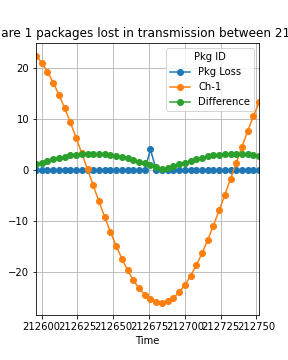 are 1 packages lost in transmission between 21
Pkg ID
Pkg Loss
Ch-1
Difference
20
10
0
−10
−20
212600 212625 212650 212675 212700 212725 212750
Time